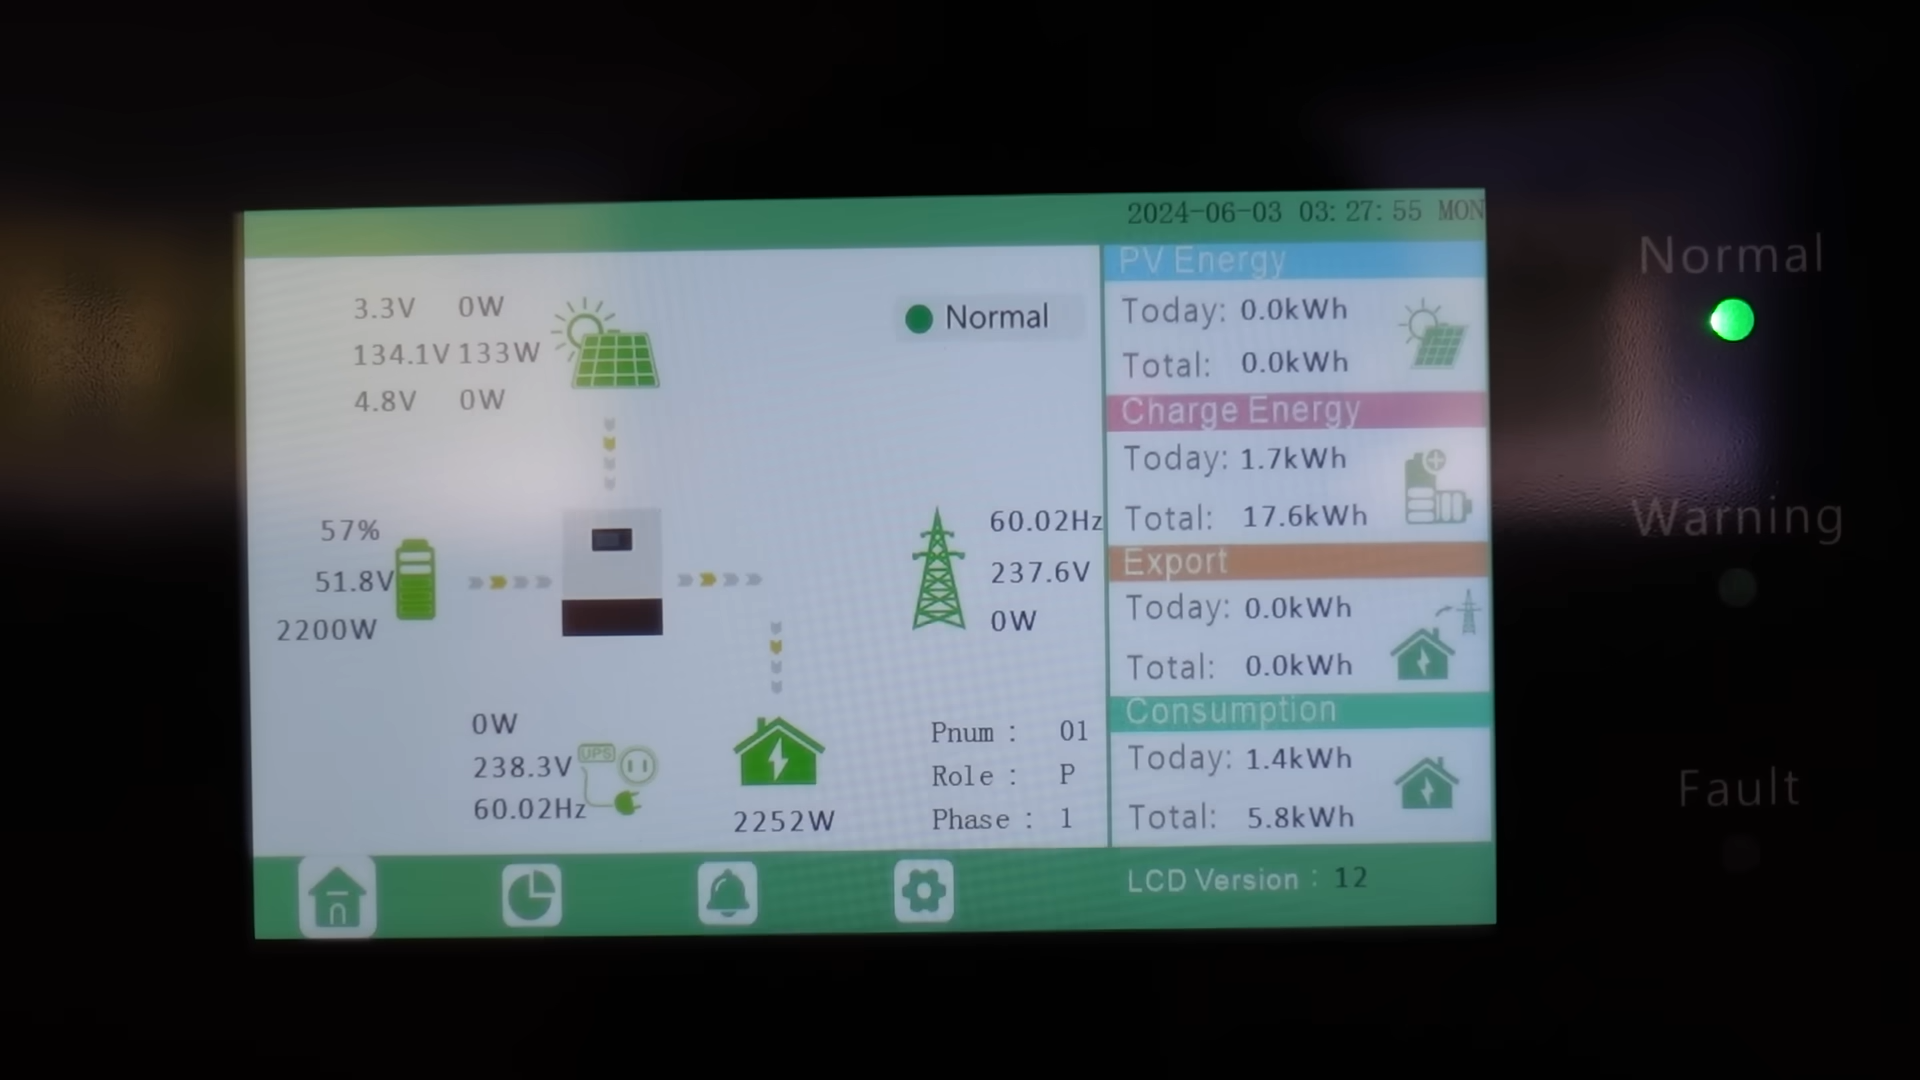 2024-06-03 03:27:55 MON
3.3V 0W
134.1V 133W
4.8V 0W
Normal
57%
51.8V
2200W
60.02Hz
237.6V
0W
0W
238.3V
60.02Hz
UPS
2252W
Pnum : 01
Role : P
Phase : 1
PV Energy
Today: 0.0kWh
Total: 0.0kWh
Charge Energy
Today: 1.7kWh
Total: 17.6kWh
Export
Today: 0.0kWh
Total: 0.0kWh
Consumption
Today: 1.4kWh
Total: 5.8kWh
LCD Version : 12
Normal
Warning
Fault